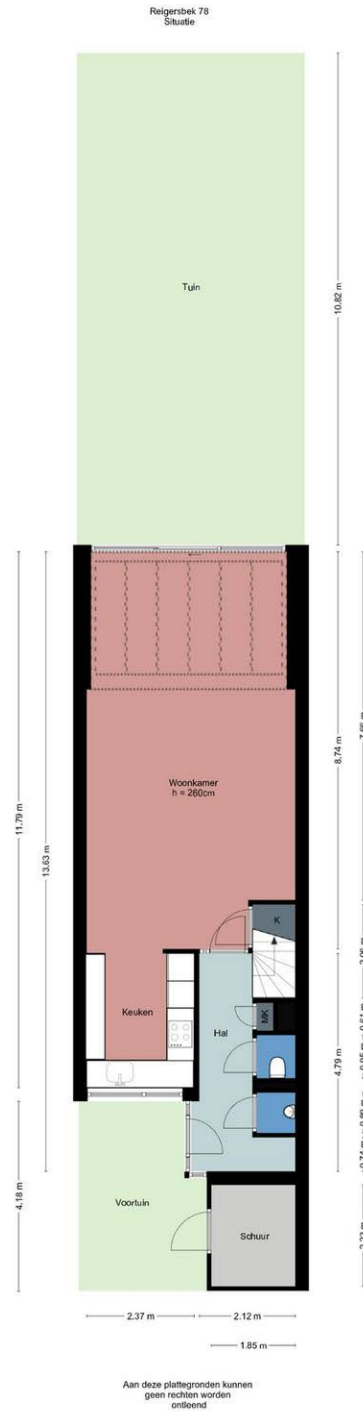 Reigersbek 78
Situatie
Tuin
10.82 m
Woonkamer
h = 260cm
8.74 m
11.79 m
13.63 m
K
Keuken
Hal
MK
4.79 m
4.18 m
Voortuin
Schuur
2.37 m
2.12 m
1.85 m
Aan deze plattegronden kunnen
geen rechten worden
ontleend